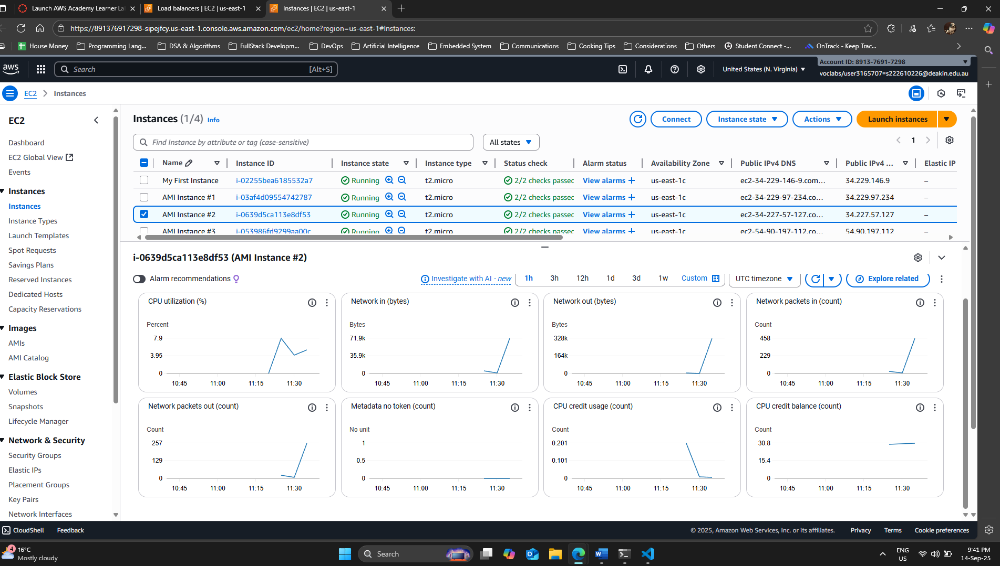 Launch AWS Academy Learner La
Load balancers | EC2 | us-east-1
Instances | EC2 | us-east-1
https://891376917298-sipejfcy.us-east-1.console.aws.amazon.com/ec2/home?region=us-east-1#Instances:
House Money
Programming Lang...
DSA & Algorithms
FullStack Developm...
DevOps
Artificial Intelligence
Embedded System
Communications
Cooking Tips
Considerations
Others
Student Connect -...
OnTrack - Keep Trac...
aws
Search
[Alt+S]
United States (N. Virginia)
Account ID: 8913-7691-7298
voclabs/user3165707=s222610226@deakin.edu.au
EC2
Instances
EC2
Dashboard
EC2 Global View
Events
Instances
Instances
Instance Types
Launch Templates
Spot Requests
Savings Plans
Reserved Instances
Dedicated Hosts
Capacity Reservations
Images
AMIs
AMI Catalog
Elastic Block Store
Volumes
Snapshots
Lifecycle Manager
Network & Security
Security Groups
Elastic IPs
Placement Groups
Key Pairs
Network Interfaces
Instances (1/4) Info
Connect
Instance state
Actions
Launch instances
Find Instance by attribute or tag (case-sensitive)
All states
1
Name Instance ID Instance state Instance type Status check Alarm status Availability Zone Public IPv4 DNS Public IPv4 ... Elastic IP
My First Instance i-02255bea6185532a7 Running t2.micro 2/2 checks passec View alarms + us-east-1c ec2-34-229-146-9.com... 34.229.146.9 –
AMI Instance #1 i-03af4d09554742787 Running t2.micro 2/2 checks passec View alarms + us-east-1c ec2-34-229-97-234.co... 34.229.97.234 –
AMI Instance #2 i-0639d5ca113e8df53 Running t2.micro 2/2 checks passec View alarms + us-east-1c ec2-34-227-57-127.co... 34.227.57.127 –
AMI Instance #3 i-053986fd9299aa00c Running t2.micro 2/2 checks passec View alarms + us-east-1c ec2-54-90-197-112.co... 54.90.197.112 –
i-0639d5ca113e8df53 (AMI Instance #2)
Alarm recommendations
Investigate with AI - new
1h 3h 12h 1d 3d 1w Custom
UTC timezone
Explore related
CPU utilization (%)
Percent
7.9
3.95
0
10:45 11:00 11:15 11:30
Network in (bytes)
Bytes
71.9k
35.9k
0
10:45 11:00 11:15 11:30
Network out (bytes)
Bytes
328k
164k
0
10:45 11:00 11:15 11:30
Network packets in (count)
Count
458
229
0
10:45 11:00 11:15 11:30
Network packets out (count)
Count
257
129
0
10:45 11:00 11:15 11:30
Metadata no token (count)
No unit
1
0.5
0
10:45 11:00 11:15 11:30
CPU credit usage (count)
Count
0.201
0.101
0
10:45 11:00 11:15 11:30
CPU credit balance (count)
Count
30.8
15.4
0
10:45 11:00 11:15 11:30
CloudShell
Feedback
© 2025, Amazon Web Services, Inc. or its affiliates.
Privacy
Terms
Cookie preferences
4
16°C
Mostly cloudy
Search
ENG
US
9:41 PM
14-Sep-25